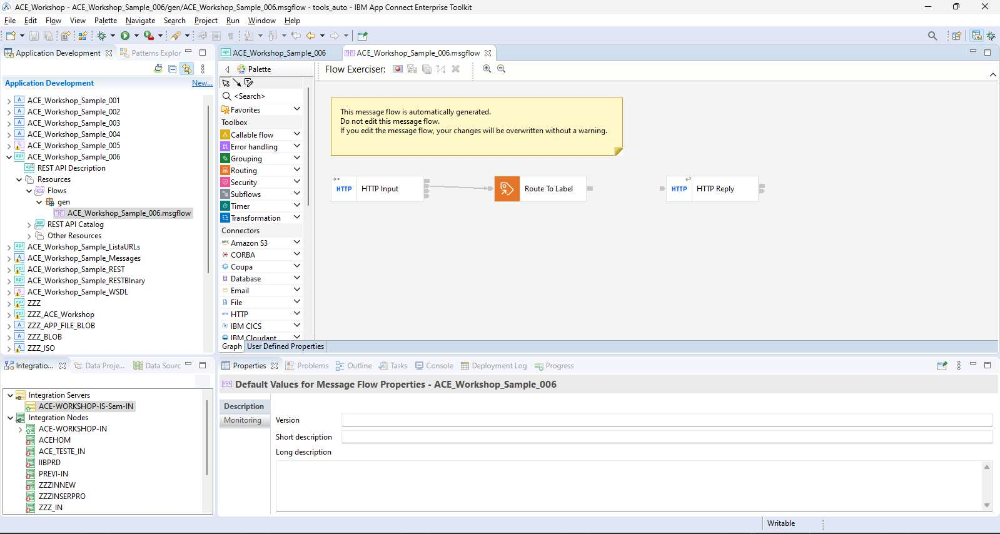 ACE_Workshop - ACE_Workshop_Sample_006/gen/ACE_Workshop_Sample_006.msgflow - tools_auto - IBM App Connect Enterprise Toolkit
File Edit Flow View Palette Navigate Search Project Run Window Help
Application Development
Patterns Explor
Application Development
New...
ACE_Workshop_Sample_001
ACE_Workshop_Sample_002
ACE_Workshop_Sample_003
ACE_Workshop_Sample_004
ACE_Workshop_Sample_005
ACE_Workshop_Sample_006
REST API Description
Resources
Flows
gen
ACE_Workshop_Sample_006.msgflow
REST API Catalog
Other Resources
ACE_Workshop_Sample_ListaURLs
ACE_Workshop_Sample_Messages
ACE_Workshop_Sample_REST
ACE_Workshop_Sample_RESTBInary
ACE_Workshop_Sample_WSDL
ZZZ
ZZZ_ACE_Workshop
ZZZ_APP_FILE_BLOB
ZZZ_BLOB
ZZZ_ISO
ACE_Workshop_Sample_006
ACE_Workshop_Sample_006.msgflow
Palette
<Search>
Favorites
Toolbox
Callable flow
Error handling
Grouping
Routing
Security
Subflows
Timer
Transformation
Connectors
Amazon S3
CORBA
Coupa
Database
Email
File
HTTP
IBM CICS
IBM Cloudant
Flow Exerciser:
This message flow is automatically generated.
Do not edit this message flow.
If you edit the message flow, your changes will be overwritten without a warning.
HTTP HTTP Input
Route To Label
HTTP HTTP Reply
Graph User Defined Properties
Integratio... Data Proje... Data Sourc
Integration Servers
ACE-WORKSHOP-IS-Sem-IN
Integration Nodes
ACE-WORKSHOP-IN
ACEHOM
ACE_TESTE_IN
IIBPRD
PREVI-IN
ZZZINNEW
ZZZINSERPRO
ZZZ_IN
Properties Problems Outline Tasks Console Deployment Log Progress
Default Values for Message Flow Properties - ACE_Workshop_Sample_006
Description
Monitoring
Version
Short description
Long description
Writable